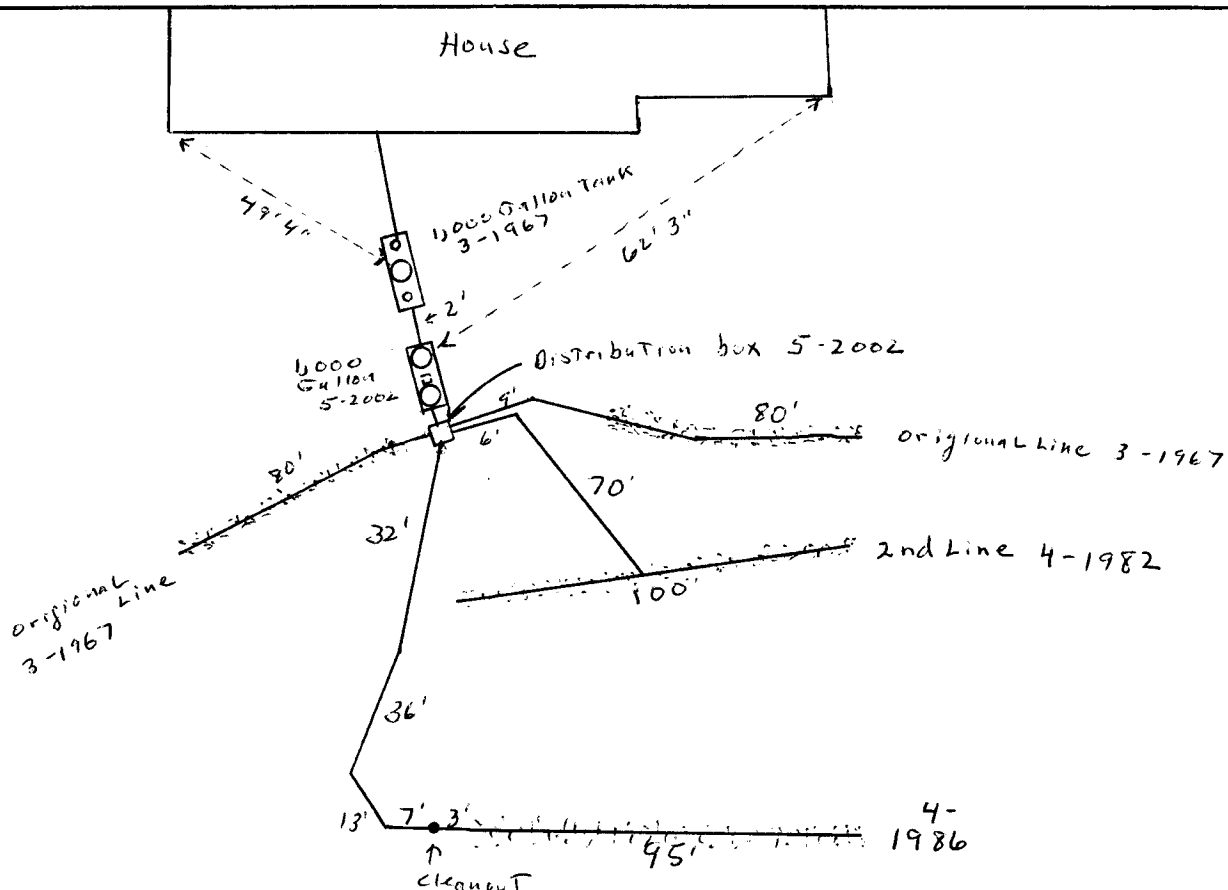 House
49' 4"
1,000 Gallon Tank
3-1967
62' 3"
2'
1,000
Gallon
5-2002
Distribution box 5-2002
9'
6'
80'
origional Line 3-1967
80'
70'
32'
2nd Line 4-1982
100'
origional
Line
3-1967
36'
13'
7'
3'
95'
4-
1986
cleanout